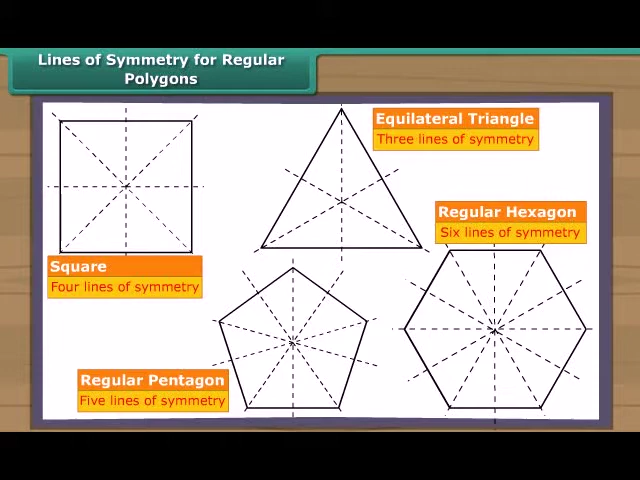 Lines of Symmetry for Regular
Polygons
Equilateral Triangle
Three lines of symmetry
Regular Hexagon
Six lines of symmetry
Square
Four lines of symmetry
Regular Pentagon
Five lines of symmetry